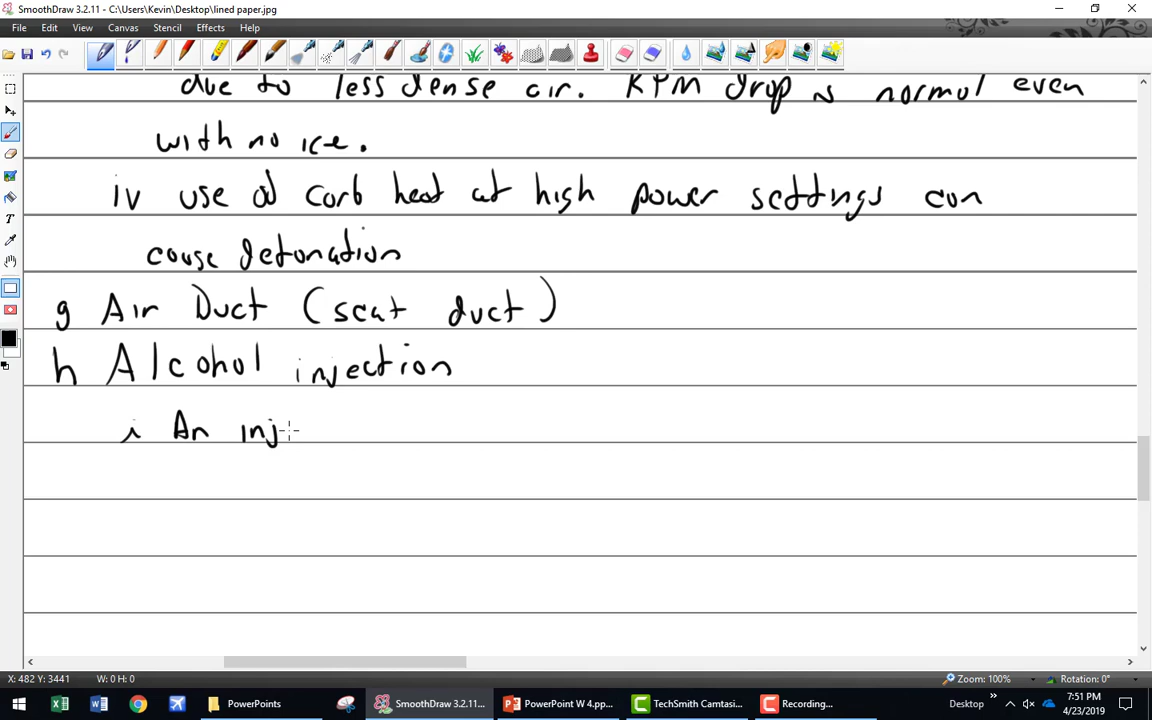 SmoothDraw 3.2.11 - C:\Users\Kevin\Desktop\lined paper.jpg
File Edit View Canvas Stencil Effects Help
due to less dense air. RPM drop is normal even
with no ice.
iv use of carb heat at high power settings can
cause detonation
g Air Duct (scat duct)
h Alcohol injection
i An inj
X: 482 Y: 3441 W: 0 H: 0 Zoom: 100% Rotation: 0°
PowerPoints SmoothDraw 3.2.11... PowerPoint W 4.pp... TechSmith Camtasi... Recording... Desktop 7:51 PM
4/23/2019